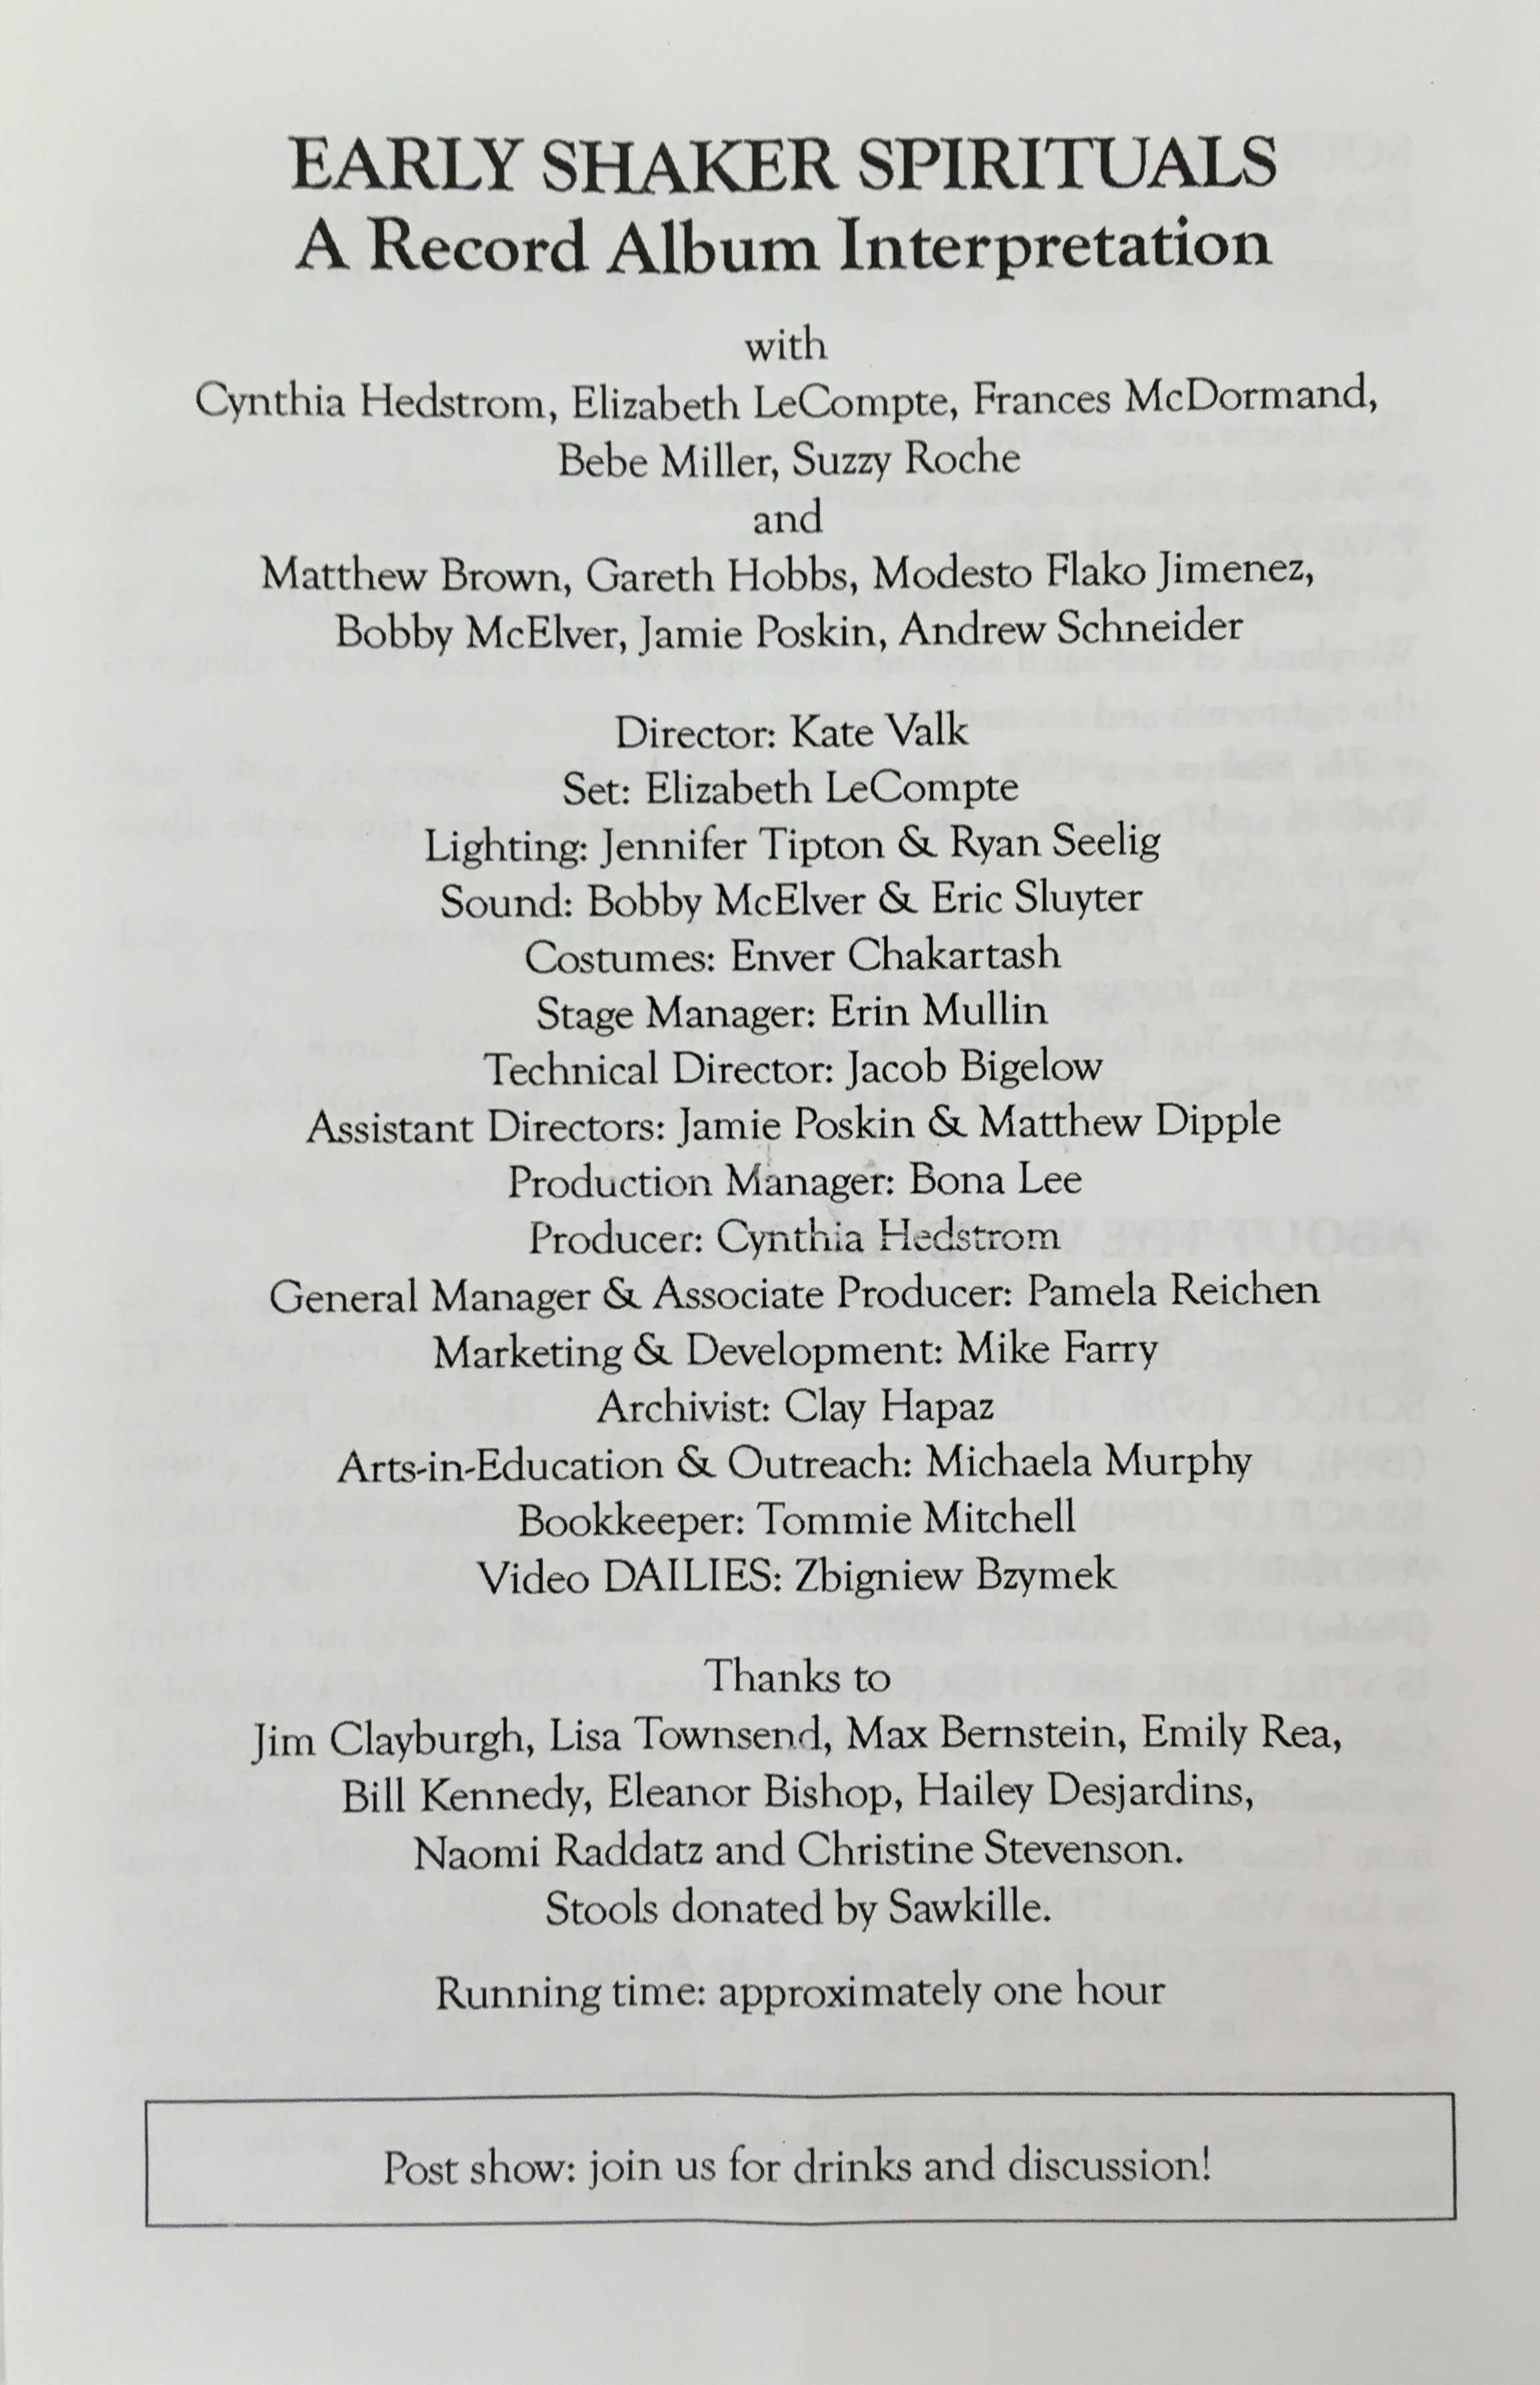 EARLY SHAKER SPIRITUALS
A Record Album Interpretation
with
Cynthia Hedstrom, Elizabeth LeCompte, Frances McDormand,
Bebe Miller, Suzzy Roche
and
Matthew Brown, Gareth Hobbs, Modesto Flako Jimenez,
Bobby McElver, Jamie Poskin, Andrew Schneider
Director: Kate Valk
Set: Elizabeth LeCompte
Lighting: Jennifer Tipton & Ryan Seelig
Sound: Bobby McElver & Eric Sluyter
Costumes: Enver Chakartash
Stage Manager: Erin Mullin
Technical Director: Jacob Bigelow
Assistant Directors: Jamie Poskin & Matthew Dipple
Production Manager: Bona Lee
Producer: Cynthia Hedstrom
General Manager & Associate Producer: Pamela Reichen
Marketing & Development: Mike Farry
Archivist: Clay Hapaz
Arts-in-Education & Outreach: Michaela Murphy
Bookkeeper: Tommie Mitchell
Video DAILIES: Zbigniew Bzymek
Thanks to
Jim Clayburgh, Lisa Townsend, Max Bernstein, Emily Rea,
Bill Kennedy, Eleanor Bishop, Hailey Desjardins,
Naomi Raddatz and Christine Stevenson.
Stools donated by Sawkille.
Running time: approximately one hour
Post show: join us for drinks and discussion!